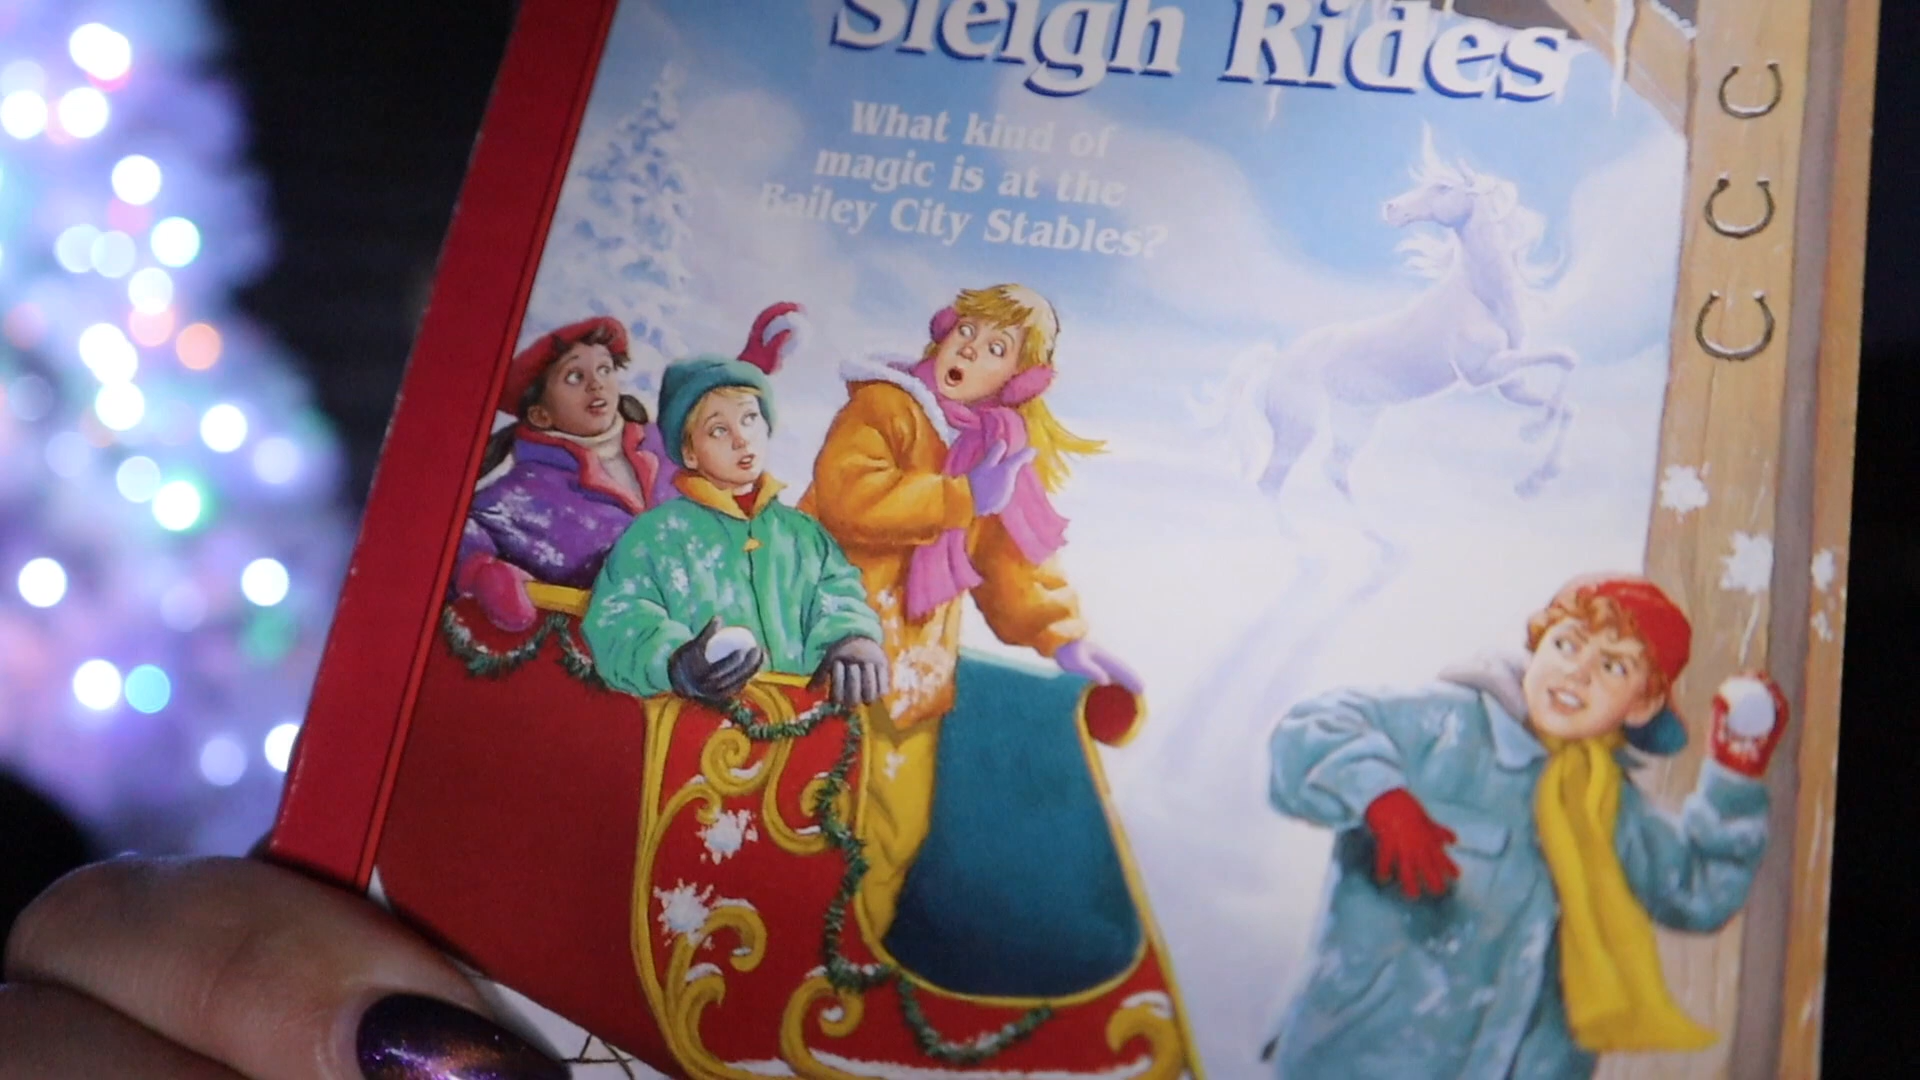 Sleigh Rides
What kind of
magic is at the
Bailey City Stables?